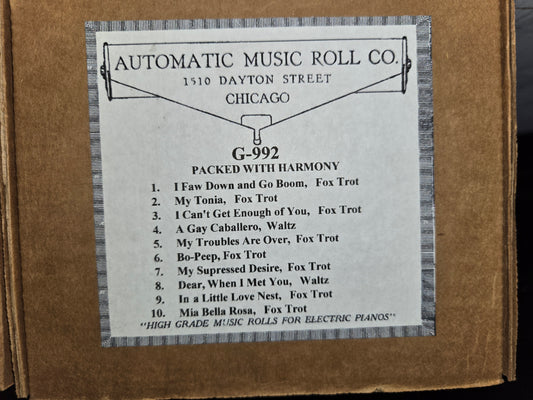 AUTOMATIC MUSIC ROLL CO.
1510 DAYTON STREET
CHICAGO
G-992
PACKED WITH HARMONY
1. I Faw Down and Go Boom, Fox Trot
2. My Tonia, Fox Trot
3. I Can't Get Enough of You, Fox Trot
4. A Gay Caballero, Waltz
5. My Troubles Are Over, Fox Trot
6. Bo-Peep, Fox Trot
7. My Supressed Desire, Fox Trot
8. Dear, When I Met You, Waltz
9. In a Little Love Nest, Fox Trot
10. Mia Bella Rosa, Fox Trot
"HIGH GRADE MUSIC ROLLS FOR ELECTRIC PIANOS"